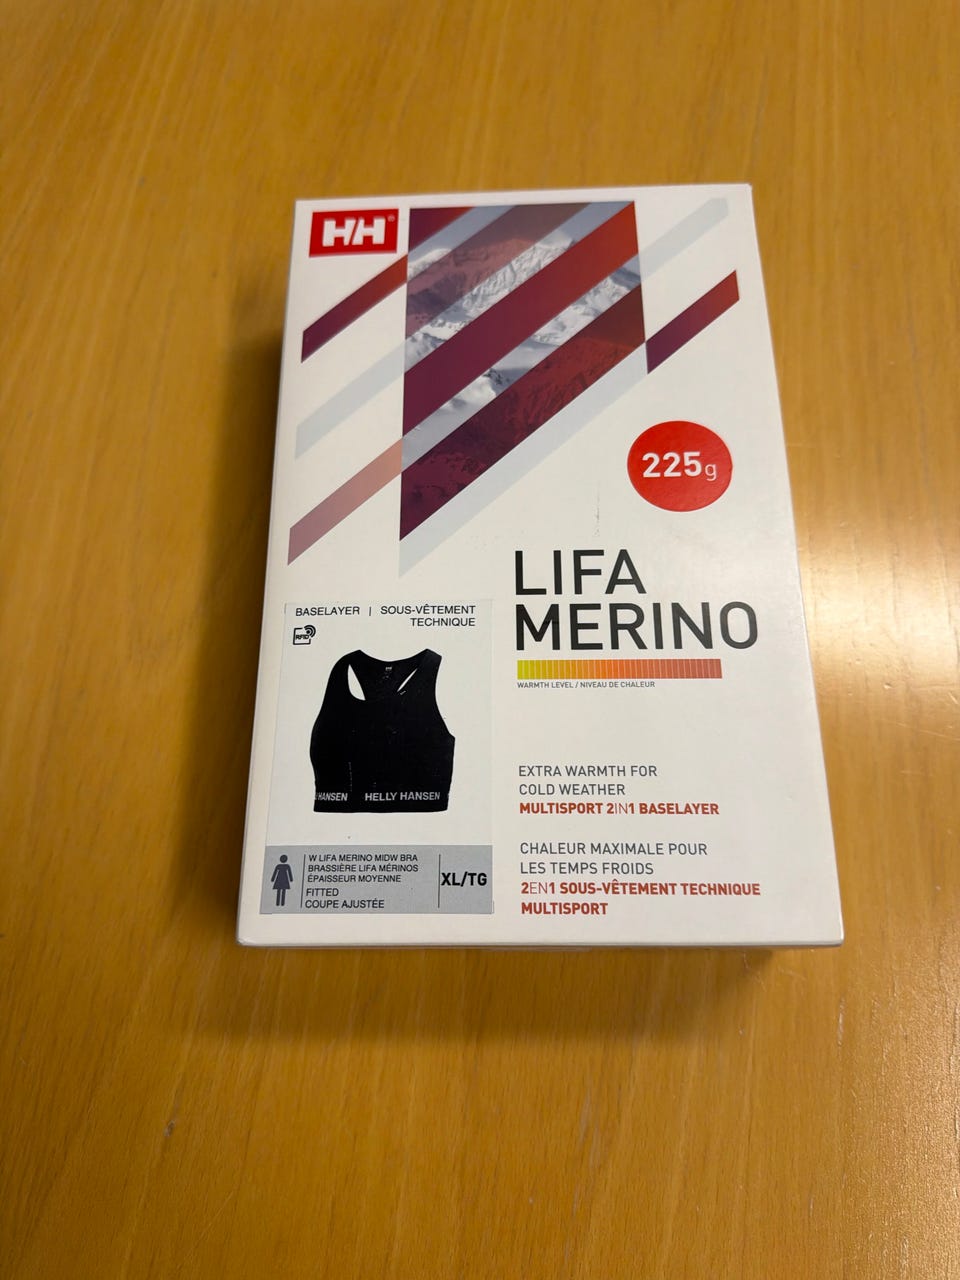 HH®
225g
LIFA
MERINO
WARMTH LEVEL / NIVEAU DE CHALEUR
BASELAYER | SOUS-VÊTEMENT
TECHNIQUE
RFID
HANSEN HELLY HANSEN
W LIFA MERINO MIDW BRA
BRASSIÈRE LIFA MÉRINOS
ÉPAISSEUR MOYENNE
FITTED
COUPE AJUSTÉE
XL/TG
EXTRA WARMTH FOR
COLD WEATHER
MULTISPORT 2IN1 BASELAYER
CHALEUR MAXIMALE POUR
LES TEMPS FROIDS
2EN1 SOUS-VÊTEMENT TECHNIQUE
MULTISPORT